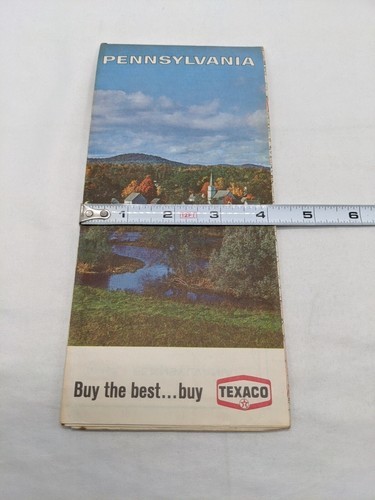 PENNSYLVANIA
1 2 3 4 5 6
Buy the best...buy TEXACO